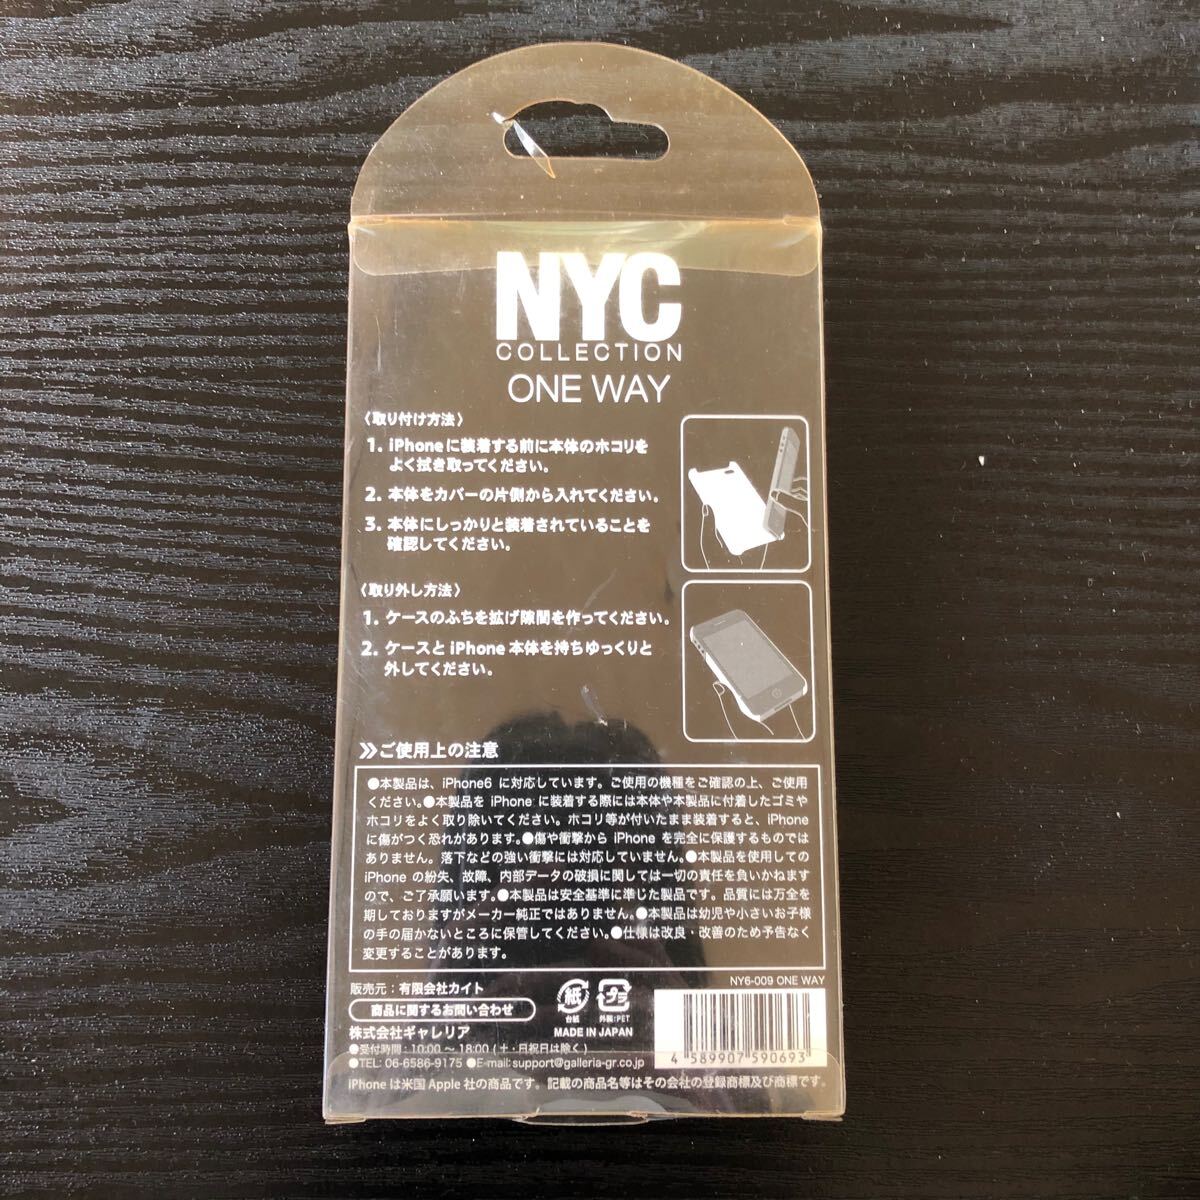 NYC
COLLECTION
ONE WAY
〈取り付け方法〉
1. iPhoneに装着する前に本体のホコリを
よく拭き取ってください。
2. 本体をカバーの片側から入れてください。
3. 本体にしっかりと装着されていることを
確認してください。
〈取り外し方法〉
1. ケースのふちを拡げ隙間を作ってください。
2. ケースと iPhone 本体を持ちゆっくりと
外してください。
≫ご使用上の注意
●本製品は、iPhone6 に対応しています。ご使用の機種をご確認の上、ご使用
ください。●本製品を iPhone に装着する際には本体や本製品に付着したゴミや
ホコリをよく取り除いてください。ホコリ等が付いたまま装着すると、iPhone
に傷がつく恐れがあります。●傷や衝撃から iPhone を完全に保護するものでは
ありません。落下などの強い衝撃には対応していません。●本製品を使用しての
iPhone の紛失、故障、内部データの破損に関しては一切の責任を負いかねます
ので、ご了承願います。●本製品は安全基準に準じた製品です。品質には万全を
期しておりますがメーカー純正ではありません。●本製品は幼児や小さいお子様
の手の届かないところに保管してください。●仕様は改良・改善のため予告なく
変更することがあります。
NY6-009 ONE WAY
販売元：有限会社カイト
商品に関するお問い合わせ
株式会社ギャレリア
●受付時間：10:00 ～ 18:00 (土・日祝日は除く)
●TEL: 06-6586-9175 ●E-mail:support@galleria-gr.co.jp
紙
台紙
プラ
外装:PET
MADE IN JAPAN
4 589907 590693
iPhone は米国 Apple 社の商品です。記載の商品名等はその会社の登録商標及び商標です。